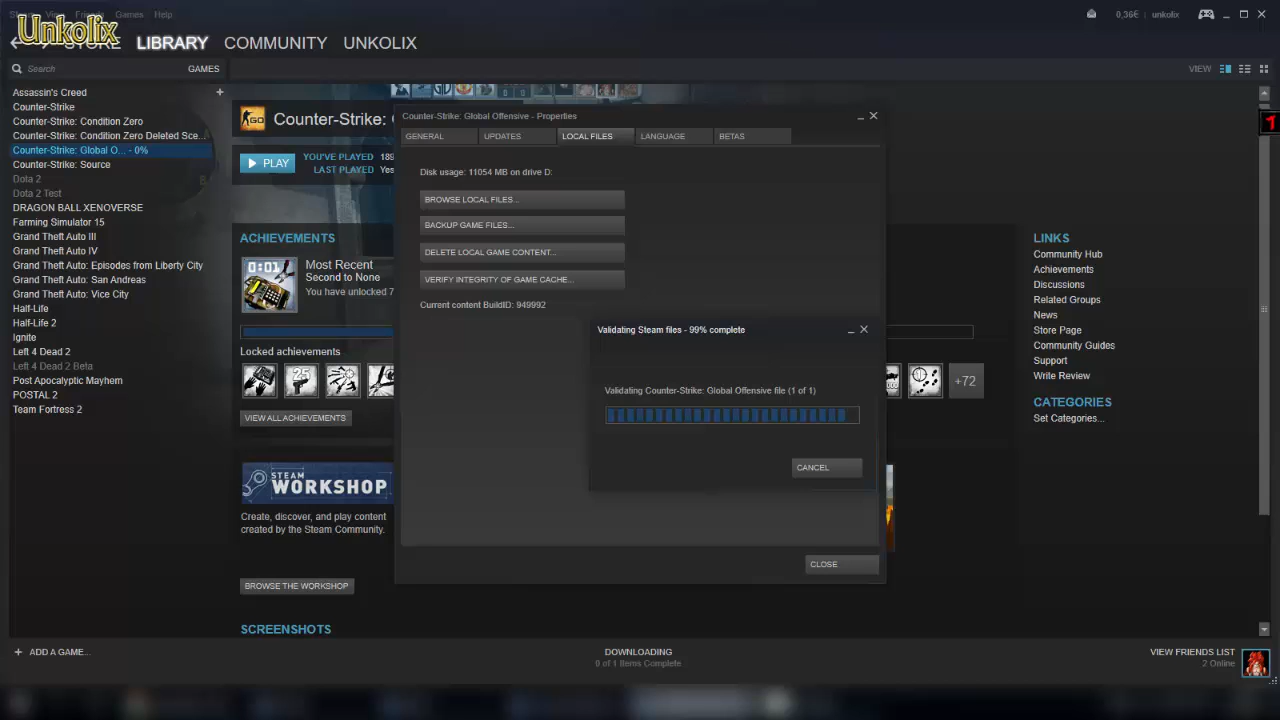 Steam View Friends Games Help
Unkolix
0,36€ unkolix
STORE LIBRARY COMMUNITY UNKOLIX
Search GAMES
VIEW
Assassin's Creed
Counter-Strike
Counter-Strike: Condition Zero
Counter-Strike: Condition Zero Deleted Sce...
Counter-Strike: Global O... - 0%
Counter-Strike: Source
Dota 2
Dota 2 Test
DRAGON BALL XENOVERSE
Farming Simulator 15
Grand Theft Auto III
Grand Theft Auto IV
Grand Theft Auto: Episodes from Liberty City
Grand Theft Auto: San Andreas
Grand Theft Auto: Vice City
Half-Life
Half-Life 2
Ignite
Left 4 Dead 2
Left 4 Dead 2 Beta
Post Apocalyptic Mayhem
POSTAL 2
Team Fortress 2
GO
Counter-Strike:
PLAY
YOU'VE PLAYED 189
LAST PLAYED Yes
ACHIEVEMENTS
0:01
Most Recent
Second to None
You have unlocked 7
Locked achievements
25
+72
VIEW ALL ACHIEVEMENTS
STEAM
WORKSHOP
Create, discover, and play content
created by the Steam Community.
BROWSE THE WORKSHOP
SCREENSHOTS
Counter-Strike: Global Offensive - Properties
GENERAL UPDATES LOCAL FILES LANGUAGE BETAS
Disk usage: 11054 MB on drive D:
BROWSE LOCAL FILES...
BACKUP GAME FILES...
DELETE LOCAL GAME CONTENT...
VERIFY INTEGRITY OF GAME CACHE...
Current content BuildID: 949992
Validating Steam files - 99% complete
Validating Counter-Strike: Global Offensive file (1 of 1)
CANCEL
CLOSE
LINKS
Community Hub
Achievements
Discussions
Related Groups
News
Store Page
Community Guides
Support
Write Review
CATEGORIES
Set Categories...
ADD A GAME...
DOWNLOADING
0 of 1 Items Complete
VIEW FRIENDS LIST
2 Online